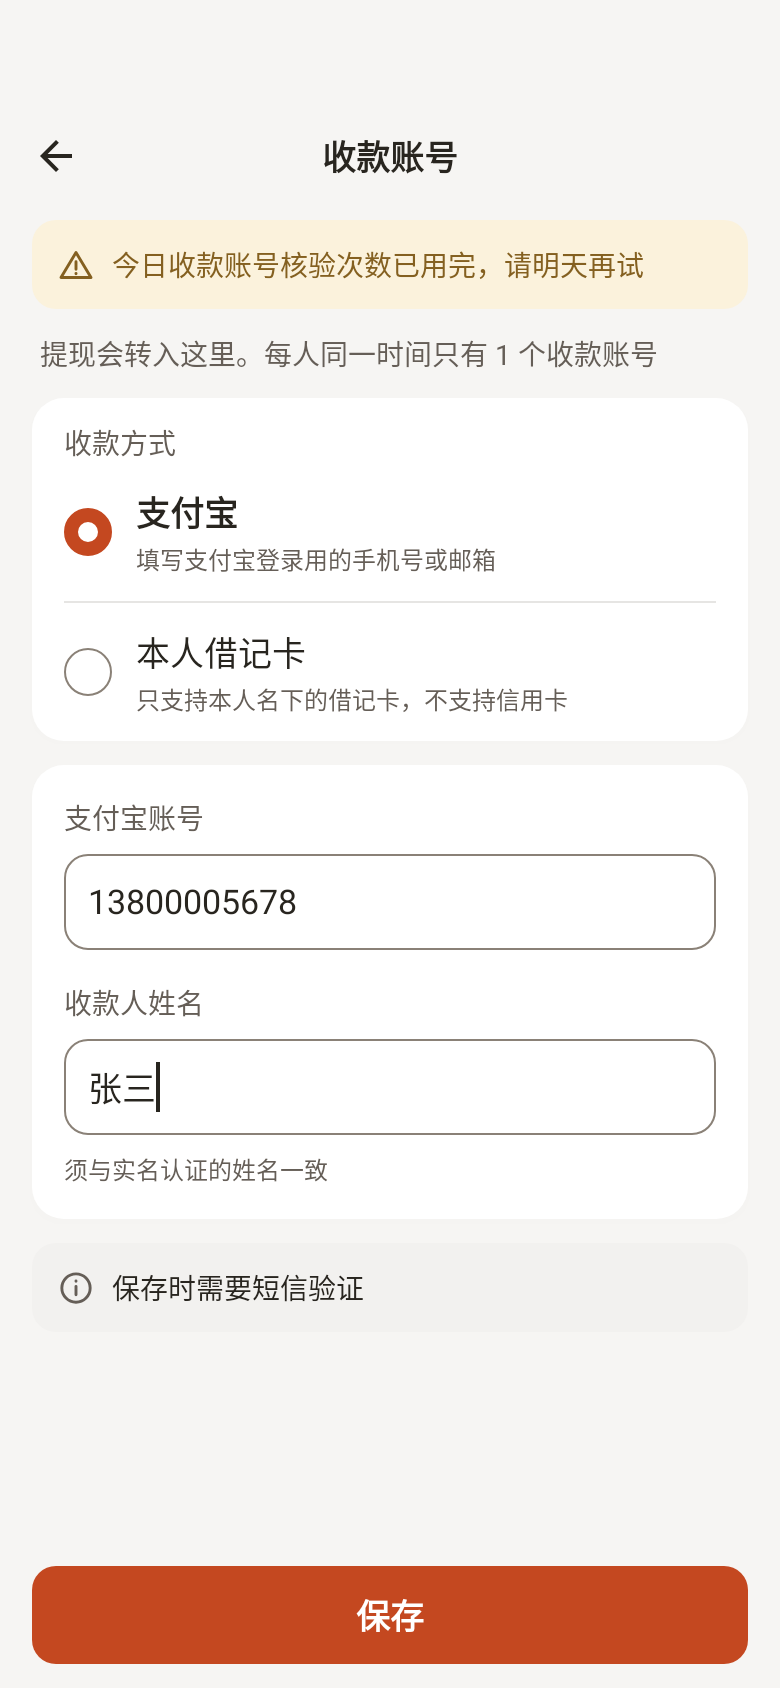 收款账号
今日收款账号核验次数已用完，请明天再试
提现会转入这里。每人同一时间只有 1 个收款账号
收款方式
支付宝
填写支付宝登录用的手机号或邮箱
本人借记卡
只支持本人名下的借记卡，不支持信用卡
支付宝账号
13800005678
收款人姓名
张三
须与实名认证的姓名一致
保存时需要短信验证
保存